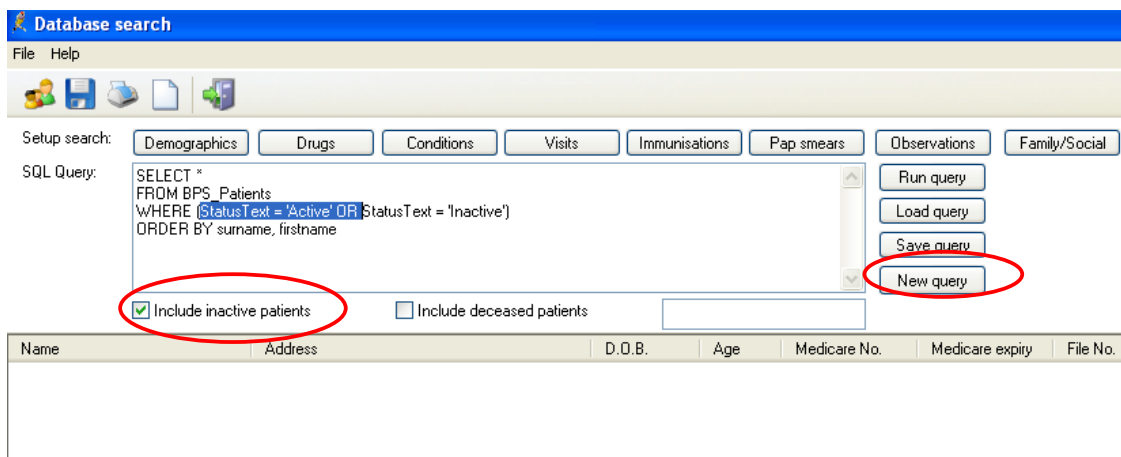 Database search
File Help
Setup search: Demographics Drugs Conditions Visits Immunisations Pap smears Observations Family/Social
SQL Query:
SELECT *
FROM BPS_Patients
WHERE (StatusText = 'Active' OR StatusText = 'Inactive')
ORDER BY surname, firstname
Run query
Load query
Save query
New query
Include inactive patients Include deceased patients
Name Address D.O.B. Age Medicare No. Medicare expiry File No.